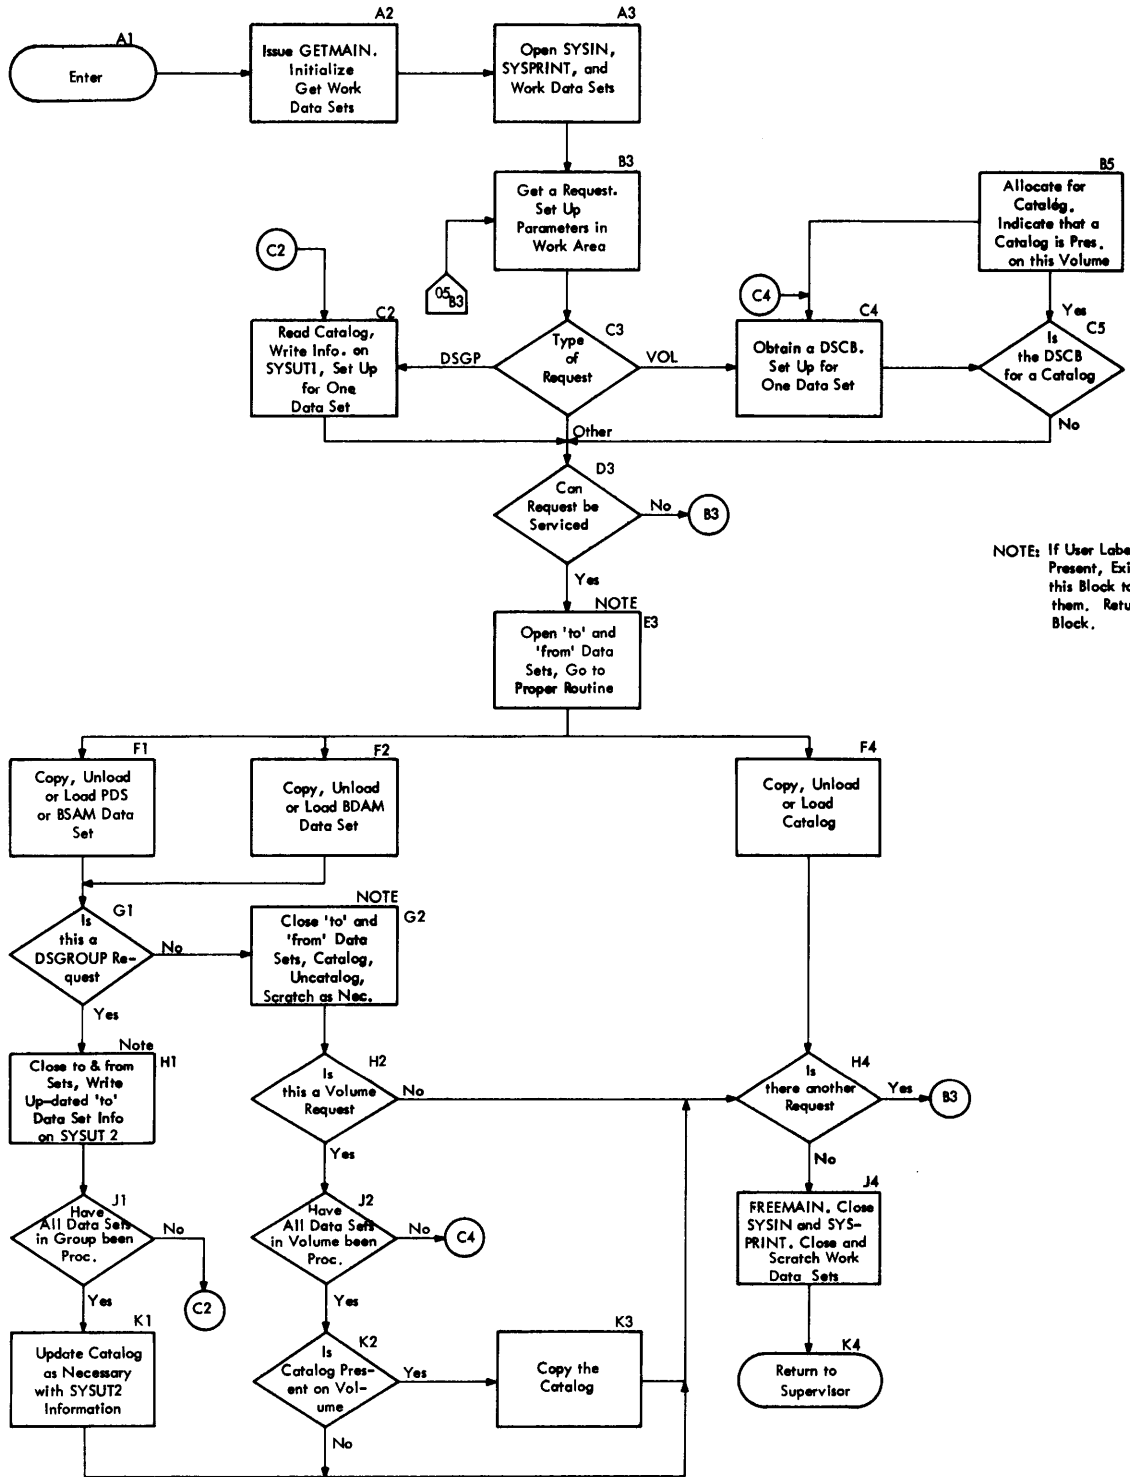 A1
Enter
A2
Issue GETMAIN.
Initialize
Get Work
Data Sets
A3
Open SYSIN,
SYSPRINT, and
Work Data Sets
B3
Get a Request.
Set Up
Parameters in
Work Area
B5
Allocate for
Catalog.
Indicate that a
Catalog is Pres.
on this Volume
C2
05
B3
C4
C2
Read Catalog,
Write Info. on
SYSUT1, Set Up
for One
Data Set
DSGP
C3
Type
of
Request
VOL
C4
Obtain a DSCB.
Set Up for
One Data Set
Yes
C5
Is
the DSCB
for a Catalog
No
Other
D3
Can
Request be
Serviced
No
B3
Yes
NOTE: If User Labe
Present, Exi
this Block to
them. Retu
Block.
NOTE
E3
Open 'to' and
'from' Data
Sets, Go to
Proper Routine
F1
Copy, Unload
or Load PDS
or BSAM Data
Set
F2
Copy, Unload
or Load BDAM
Data Set
F4
Copy, Unload
or Load
Catalog
G1
Is
this a
DSGROUP Re-
quest
No
Yes
NOTE
G2
Close 'to' and
'from' Data
Sets, Catalog,
Uncatalog,
Scratch as Nec.
Note
H1
Close to & from
Sets, Write
Up-dated 'to'
Data Set Info
on SYSUT 2
H2
Is
this a Volume
Request
No
Yes
H4
Is
there another
Request
Yes
B3
No
J1
Have
All Data Sets
in Group been
Proc.
No
C2
Yes
J2
Have
All Data Sets
in Volume been
Proc.
No
C4
Yes
J4
FREEMAIN. Close
SYSIN and SYS-
PRINT. Close and
Scratch Work
Data Sets
K1
Update Catalog
as Necessary
with SYSUT2
Information
K2
Is
Catalog Pres-
ent on Vol-
ume
Yes
No
K3
Copy the
Catalog
K4
Return to
Supervisor